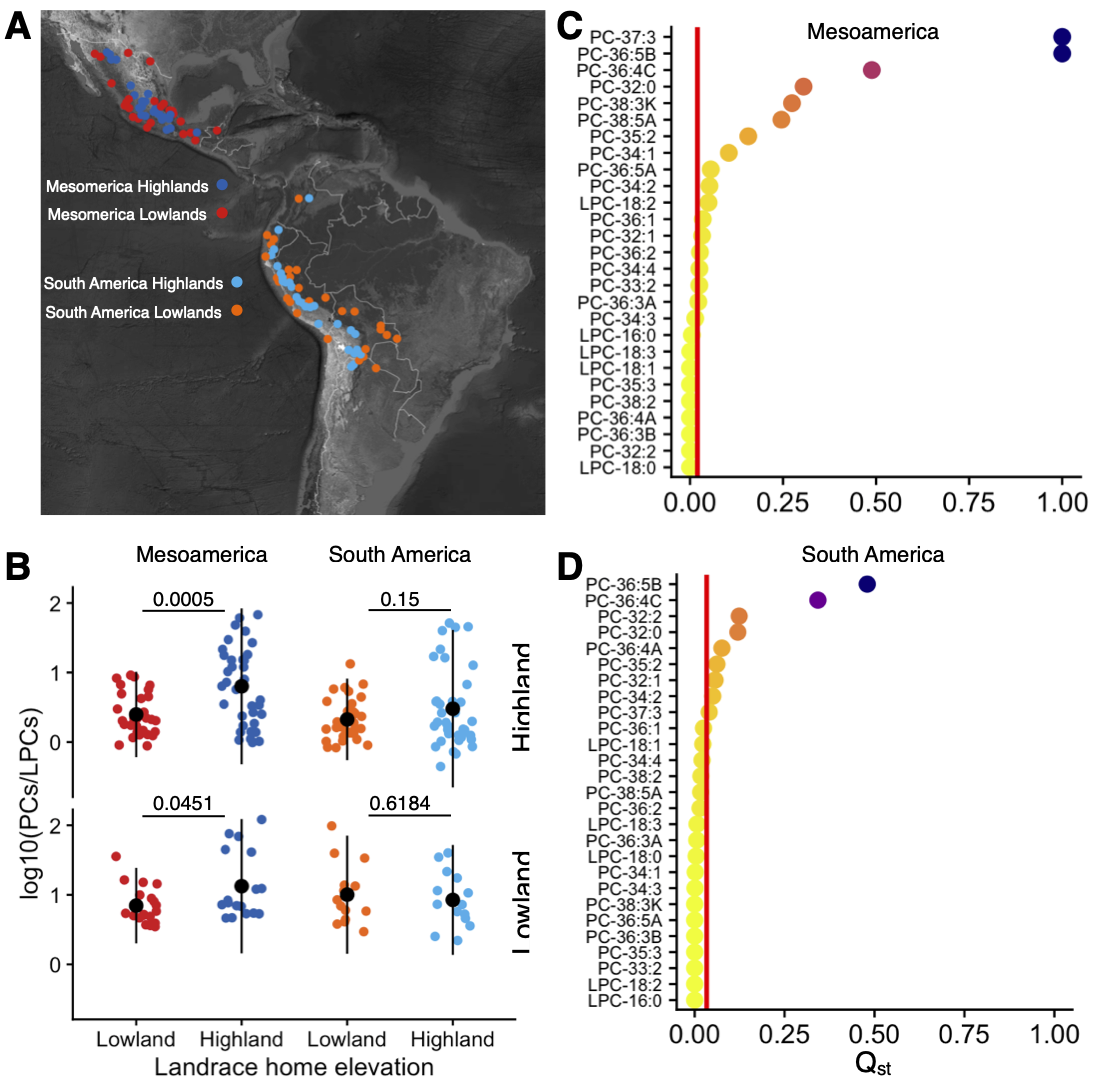 A
Mesomerica Highlands
Mesomerica Lowlands
South America Highlands
South America Lowlands
B
Mesoamerica
South America
0.0005
0.15
2
1
0
Highland
0.0451
0.6184
2
1
0
Lowland
log10(PCs/LPCs)
Lowland
Highland
Lowland
Highland
Landrace home elevation
C
Mesoamerica
PC-37:3
PC-36:5B
PC-36:4C
PC-32:0
PC-38:3K
PC-38:5A
PC-35:2
PC-34:1
PC-36:5A
PC-34:2
LPC-18:2
PC-36:1
PC-32:1
PC-36:2
PC-34:4
PC-33:2
PC-36:3A
PC-34:3
LPC-16:0
LPC-18:3
LPC-18:1
PC-35:3
PC-38:2
PC-36:4A
PC-36:3B
PC-32:2
LPC-18:0
0.00
0.25
0.50
0.75
1.00
D
South America
PC-36:5B
PC-36:4C
PC-32:2
PC-32:0
PC-36:4A
PC-35:2
PC-32:1
PC-34:2
PC-37:3
PC-36:1
LPC-18:1
PC-34:4
PC-38:2
PC-38:5A
PC-36:2
LPC-18:3
PC-36:3A
LPC-18:0
PC-34:1
PC-34:3
PC-38:3K
PC-36:5A
PC-36:3B
PC-35:3
PC-33:2
LPC-18:2
LPC-16:0
0.00
0.25
0.50
0.75
1.00
Qst